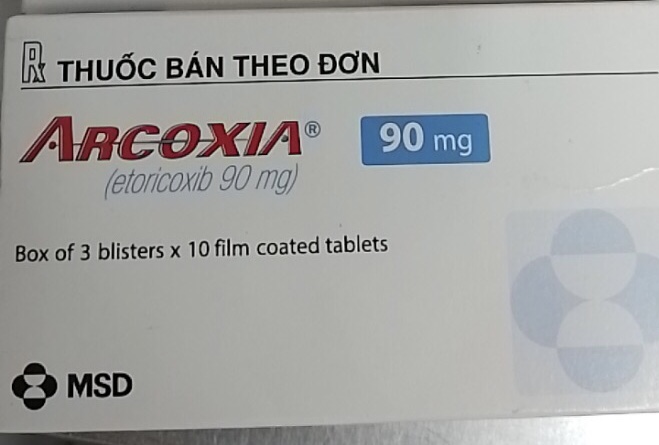 Rx THUỐC BÁN THEO ĐƠN
ARCOXIA® 90 mg
(etoricoxib 90 mg)
Box of 3 blisters x 10 film coated tablets
MSD